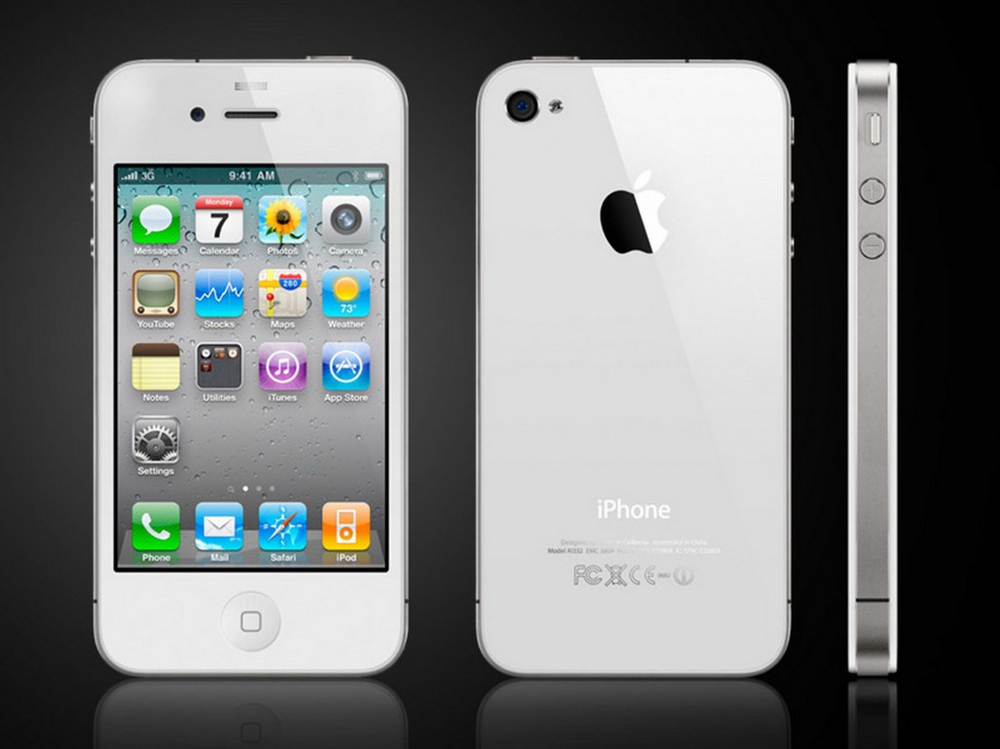 3G 9:41 AM
Monday
7
280
73°
Messages Calendar Photos Camera
YouTube Stocks Maps Weather
Notes Utilities iTunes App Store
Settings
Phone Mail Safari iPod
iPhone
Designed by in California Assembled in China
Model A1332 EMC 380A
FC CE
+
−